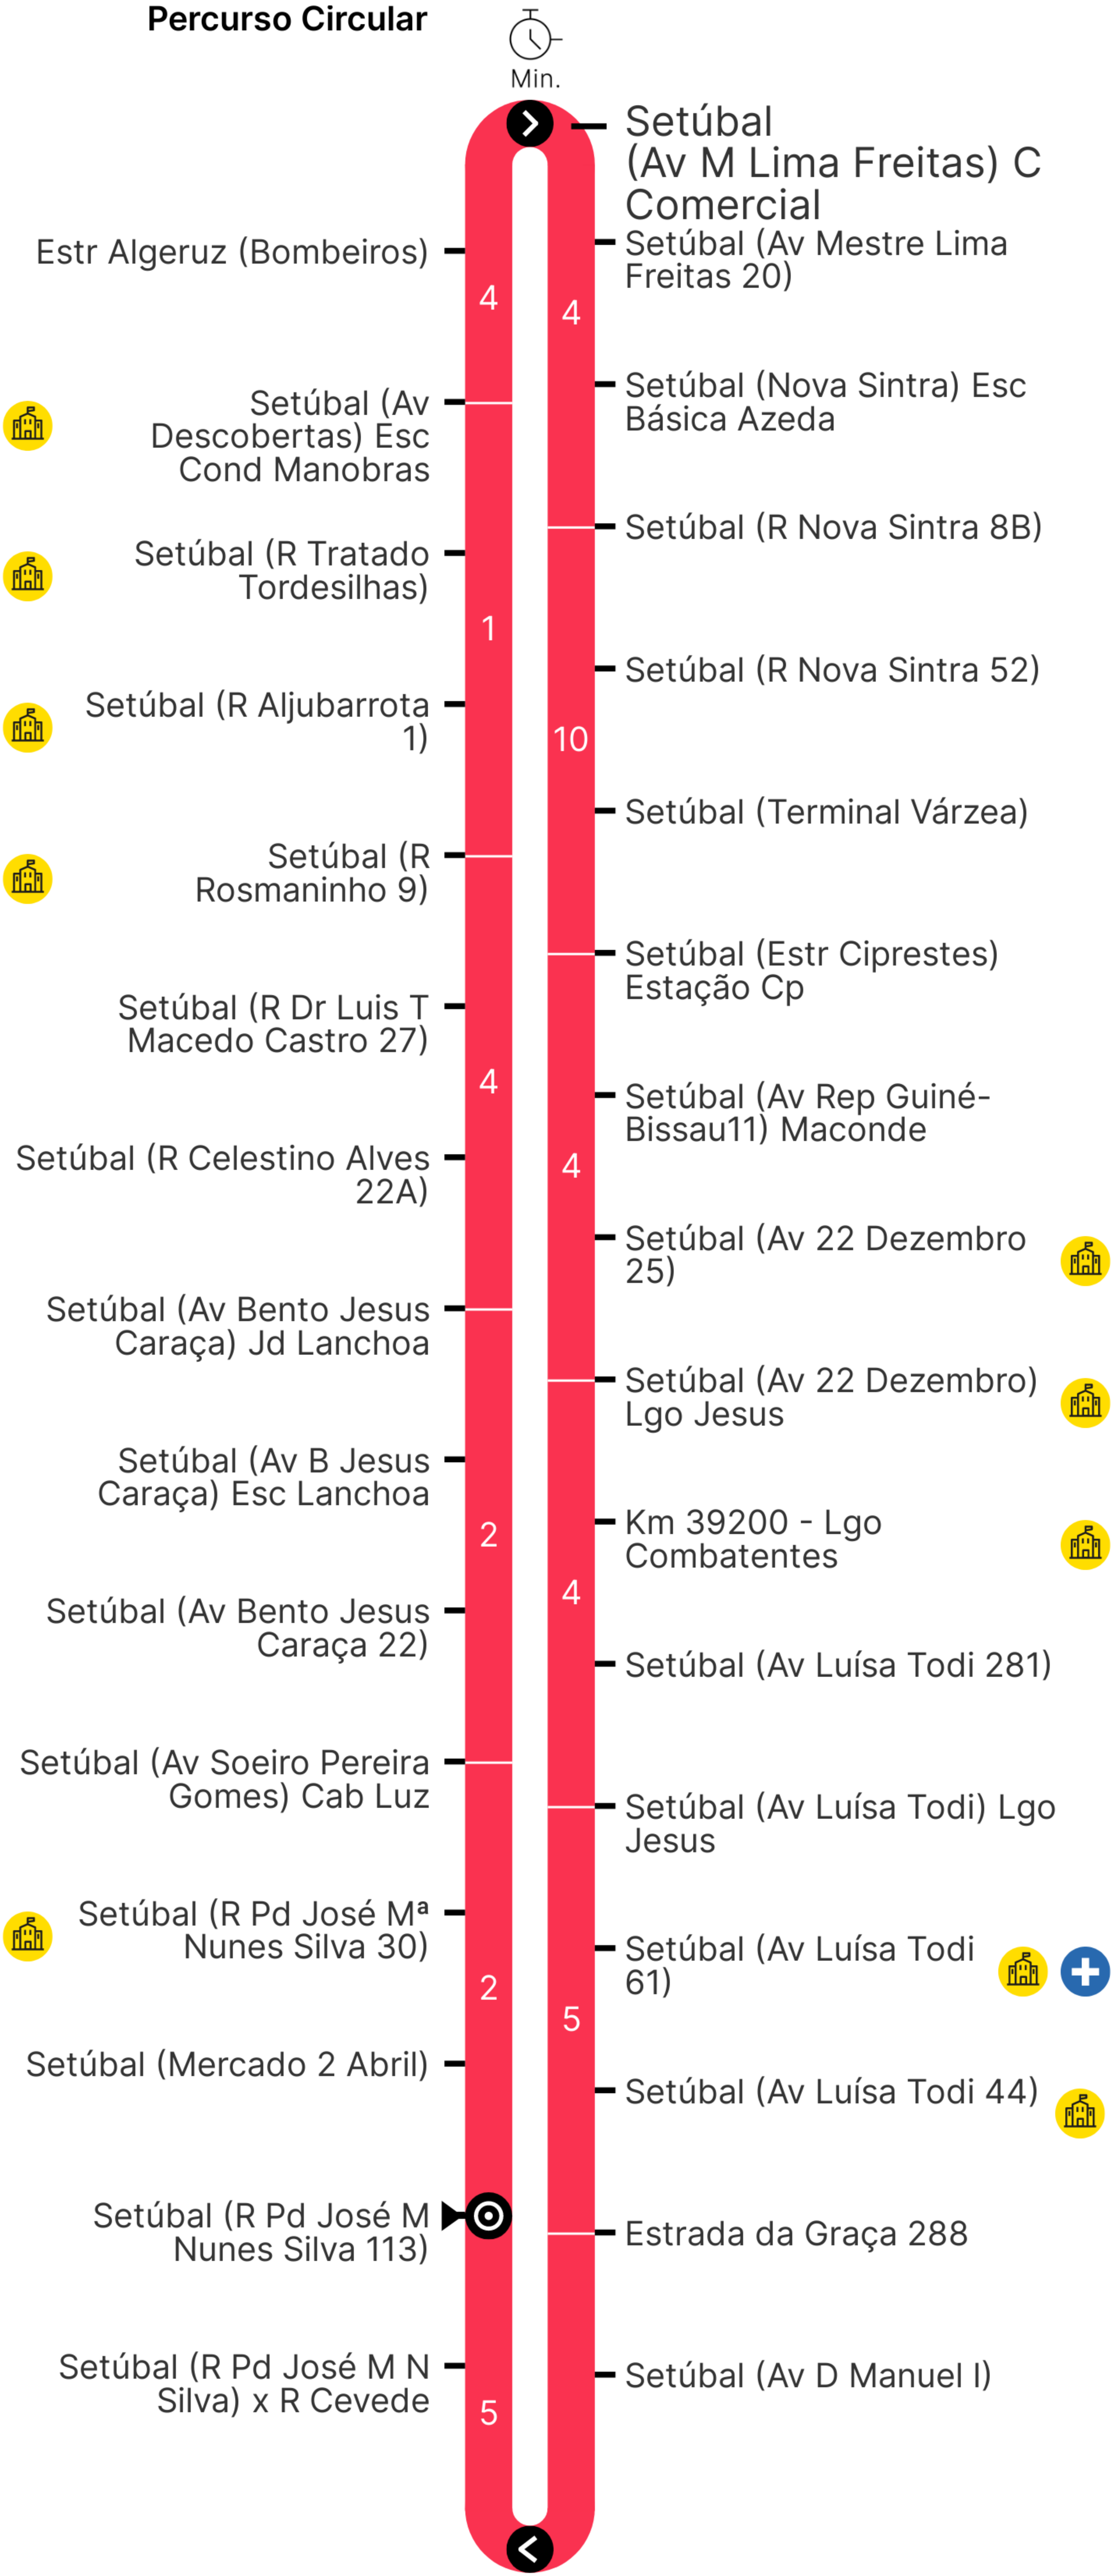 Percurso Circular
Min.
Setúbal
(Av M Lima Freitas) C
Comercial
Setúbal (Av Mestre Lima
Freitas 20)
4
Setúbal (Nova Sintra) Esc
Básica Azeda
Setúbal (R Nova Sintra 8B)
Setúbal (R Nova Sintra 52)
10
Setúbal (Terminal Várzea)
Setúbal (Estr Ciprestes)
Estação Cp
Setúbal (Av Rep Guiné-
Bissau11) Maconde
4
Setúbal (Av 22 Dezembro
25)
Setúbal (Av 22 Dezembro)
Lgo Jesus
Km 39200 - Lgo
Combatentes
4
Setúbal (Av Luísa Todi 281)
Setúbal (Av Luísa Todi) Lgo
Jesus
Setúbal (Av Luísa Todi
61)
5
Setúbal (Av Luísa Todi 44)
Estrada da Graça 288
Setúbal (Av D Manuel I)
Estr Algeruz (Bombeiros)
4
Setúbal (Av
Descobertas) Esc
Cond Manobras
Setúbal (R Tratado
Tordesilhas)
1
Setúbal (R Aljubarrota
1)
Setúbal (R
Rosmaninho 9)
Setúbal (R Dr Luis T
Macedo Castro 27)
4
Setúbal (R Celestino Alves
22A)
Setúbal (Av Bento Jesus
Caraça) Jd Lanchoa
Setúbal (Av B Jesus
Caraça) Esc Lanchoa
2
Setúbal (Av Bento Jesus
Caraça 22)
Setúbal (Av Soeiro Pereira
Gomes) Cab Luz
Setúbal (R Pd José Mª
Nunes Silva 30)
2
Setúbal (Mercado 2 Abril)
Setúbal (R Pd José M
Nunes Silva 113)
Setúbal (R Pd José M N
Silva) x R Cevede
5